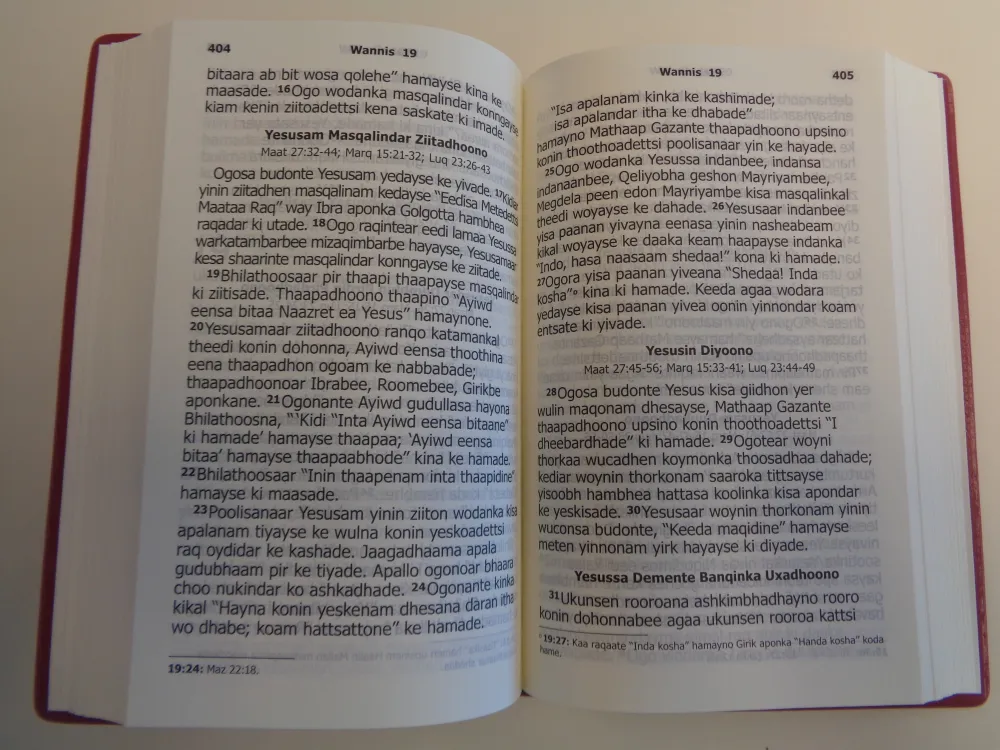 404
Wannis 19
bitaara ab bit wosa qolehe” hamayse kina ke
maasade. 16Ogo wodanka masqalindar konngayse
kiam kenin ziitoadettsi kena saskate ki imade.
Yesusam Masqalindar Ziitadhoono
Maat 27:32-44; Marq 15:21-32; Luq 23:26-43
Ogosa budonte Yesusam yedayse ke yivade. 17Kidier
yinin ziitadhen masqalinam kedayse “Eedisa Metedettsi
Maataa Raq” way Ibra aponka Golgotta hambhea
raqadar ki utade. 18Ogo raqintear eedi lamaa Yesussa
warkatambarbee mizaqimbarbe hayayse, Yesusamaar
kesa shaarinte masqalindar konngayse ke ziitade.
19Bhilathoosaar pir thaapi thaapayse masqalindar
ki ziitisade. Thaapadhoono thaapino “Ayiwd
eensa bitaa Naazret ea Yesus” hamaynone.
20Yesusamaar ziitadhoono ranqo katamankal
theedi konin dohonna, Ayiwd eensa thoothina
eena thaapadhon ogoam ke nabbabade;
thaapadhoonoar Ibrabee, Roomebee, Girikbe
aponkane. 21Ogonante Ayiwd gudullasa hayona
Bhilathoosna, “‘Kidi “Inta Ayiwd eensa bitaane”
ki hamade’ hamayse thaapaa; ‘Ayiwd eensa
bitaa’ hamayse thaapaabhode” kina ke hamade.
22Bhilathoosaar “Inin thaapenam inta thaapidine”
hamayse ki maasade.
23Poolisanaar Yesusam yinin ziiton wodanka kisa
apalanam tiyayse ke wulna konin yeskoadettsi
raq oydidar ke kashade. Jaagadhaama apala
gudubhaam pir ke tiyade. Apallo ogonoar bhaara
choo nukindar ko ashkadhade. 24Ogonante kinka
kikal “Hayna konin yeskenam dhesana daran itha
wo dhabe; koam hattsattone” ke hamade.
19:24: Maz 22:18.
Wannis 19
405
“Isa apalanam kinka ke kashimade;
isa apalandar itha ke dhabade”
hamayno Mathaap Gazante thaapadhoono upsino
konin thoothoadettsi poolisanaar yin ke hayade.
25Ogo wodanka Yesussa indanbee, indansa
indanaanbee, Qeliyobha geshon Mayriyambee,
Megdela peen edon Mayriyambe kisa masqalinkal
theedi woyayse ke dahade. 26Yesusaar indanbee
yisa paanan yivayna eenasa yinin nasheabeam
kikal woyayse ke daaka keam haapayse indanka
“Indo, hasa naasaam shedaa!” kona ki hamade.
27Ogora yisa paanan yiveana “Shedaa! Inda
kosha”ᵃ kina ki hamade. Keeda agaa wodara
yedayse kisa paanan yivea oonin yinnondar koam
entsate ki yivade.
Yesusin Diyoono
Maat 27:45-56; Marq 15:33-41; Luq 23:44-49
28Ogosa budonte Yesus kisa giidhon yer
wulin maqonam dhesayse, Mathaap Gazante
thaapadhoono upsino konin thoothoadettsi “I
dheebardhade” ki hamade. 29Ogotear woyni
thorkaa wucadhen koymonka thoosadhaa dahade;
kediar woynin thorkonam saaroka tittsayse
yisoobh hambhea hattasa koolinka kisa apondar
ke yeskisade. 30Yesusaar woynin thorkonam yinin
wuconsa budonte, “Keeda maqidine” hamayse
meten yinnonam yirk hayayse ki diyade.
Yesussa Demente Banqinka Uxadhoono
31Ukunsen rooroana ashkimbhadhayno rooro
konin dohonnabee agaa ukunsen rooroa kattsi
19:27: Kaa raqaate “Inda kosha” hamayno Girik aponka “Handa kosha” koda
hame.